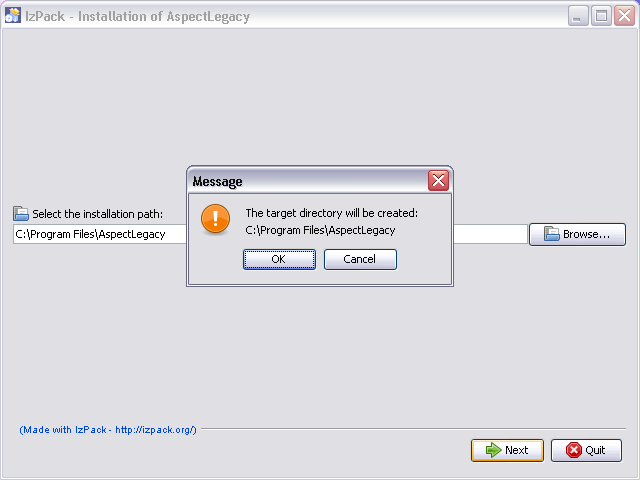 IzPack - Installation of AspectLegacy
Message
The target directory will be created:
C:\Program Files\AspectLegacy
OK
Cancel
Select the installation path:
C:\Program Files\AspectLegacy
Browse...
(Made with IzPack - http://izpack.org/)
Next
Quit